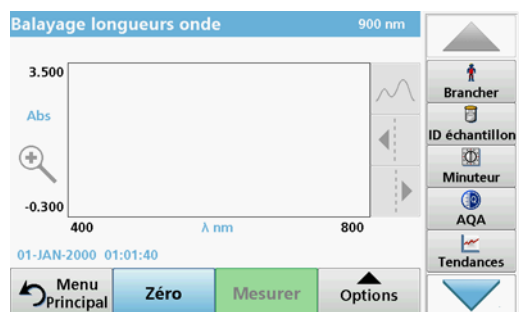 Balayage longueurs onde 900 nm
3.500
Abs
-0.300
400 λ nm 800
01-JAN-2000 01:01:40
Menu
Principal
Zéro
Mesurer
Options
Brancher
ID échantillon
Minuteur
AQA
Tendances